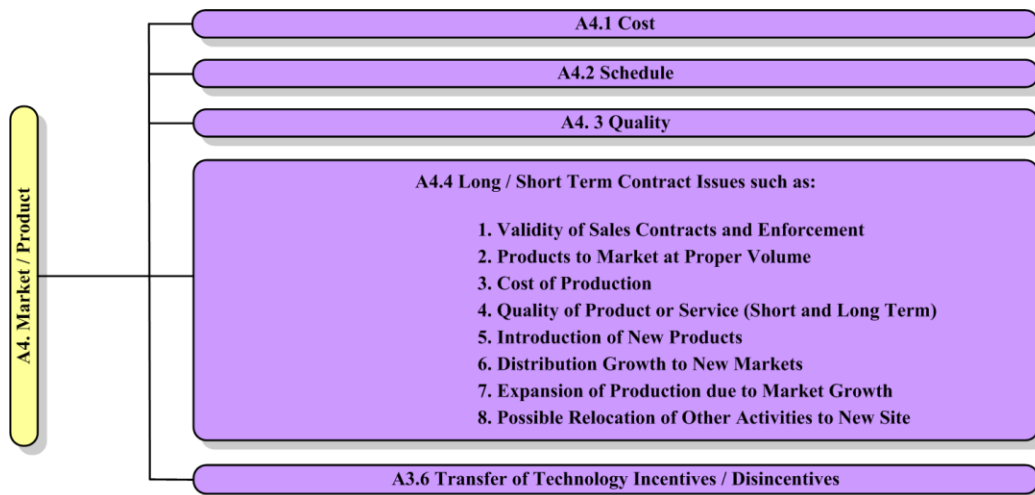 A4. Market / Product
A4.1 Cost
A4.2 Schedule
A4. 3 Quality
A4.4 Long / Short Term Contract Issues such as:
1. Validity of Sales Contracts and Enforcement
2. Products to Market at Proper Volume
3. Cost of Production
4. Quality of Product or Service (Short and Long Term)
5. Introduction of New Products
6. Distribution Growth to New Markets
7. Expansion of Production due to Market Growth
8. Possible Relocation of Other Activities to New Site
A3.6 Transfer of Technology Incentives / Disincentives